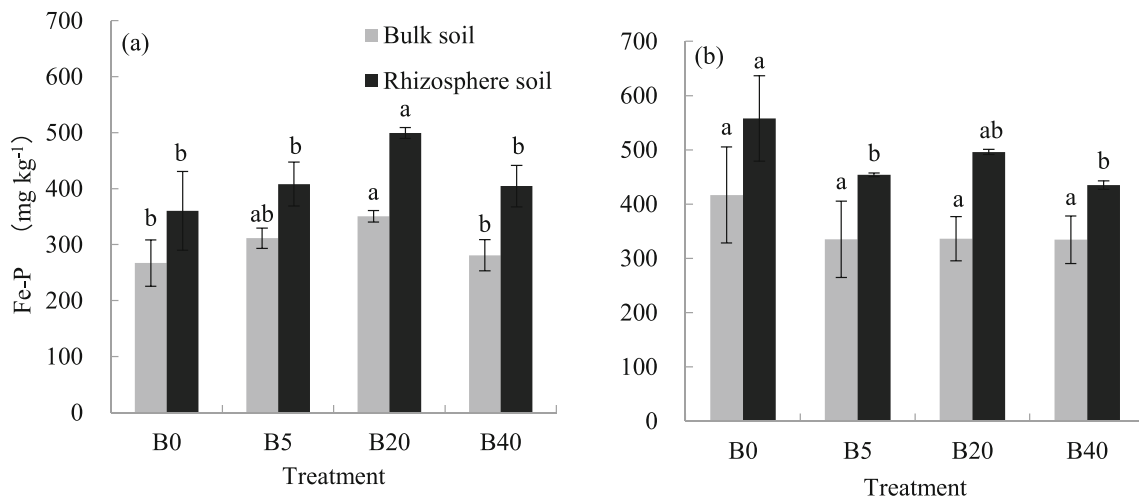 (a)
Bulk soil
Rhizosphere soil
Fe-P (mg kg-1)
700
600
500
400
300
200
100
0
b
b
ab
b
a
a
b
b
B0
B5
B20
B40
Treatment
(b)
700
600
500
400
300
200
100
0
a
a
a
b
a
ab
a
b
B0
B5
B20
B40
Treatment